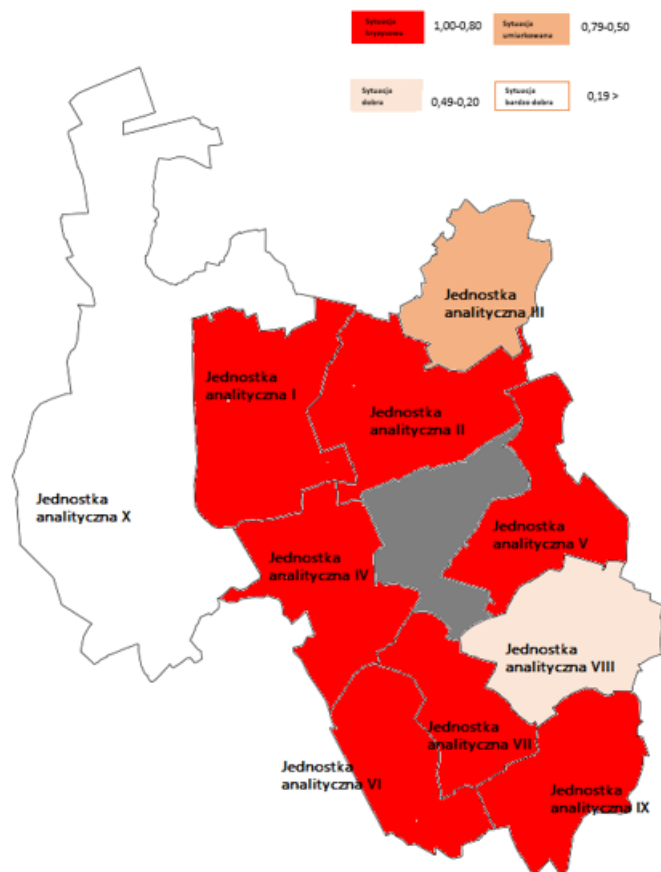 Sytuacja
kryzysowa
1,00-0,80
Sytuacja
umiarkowana
0,79-0,50
Sytuacja
dobra
0,49-0,20
Sytuacja
bardzo dobra
0,19 >
Jednostka
analityczna III
Jednostka
analityczna I
Jednostka
analityczna II
Jednostka
analityczna X
Jednostka
analityczna V
Jednostka
analityczna IV
Jednostka
analityczna VIII
Jednostka
analityczna VII
Jednostka
analityczna VI
Jednostka
analityczna IX